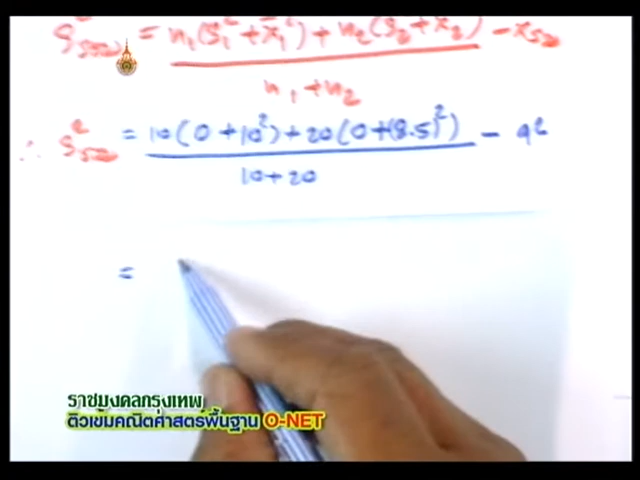 S²รวม = n₁(S₁² + x̄₁²) + n₂(S₂² + x̄₂²) / n₁ + n₂ − x̄รวม
∴ S²รวม = 10(0 + 10²) + 20(0 + (8.5)²) / 10 + 20 − 9²
=
ราชมงคลกรุงเทพ
ติวเข้มคณิตศาสตร์พื้นฐาน O-NET